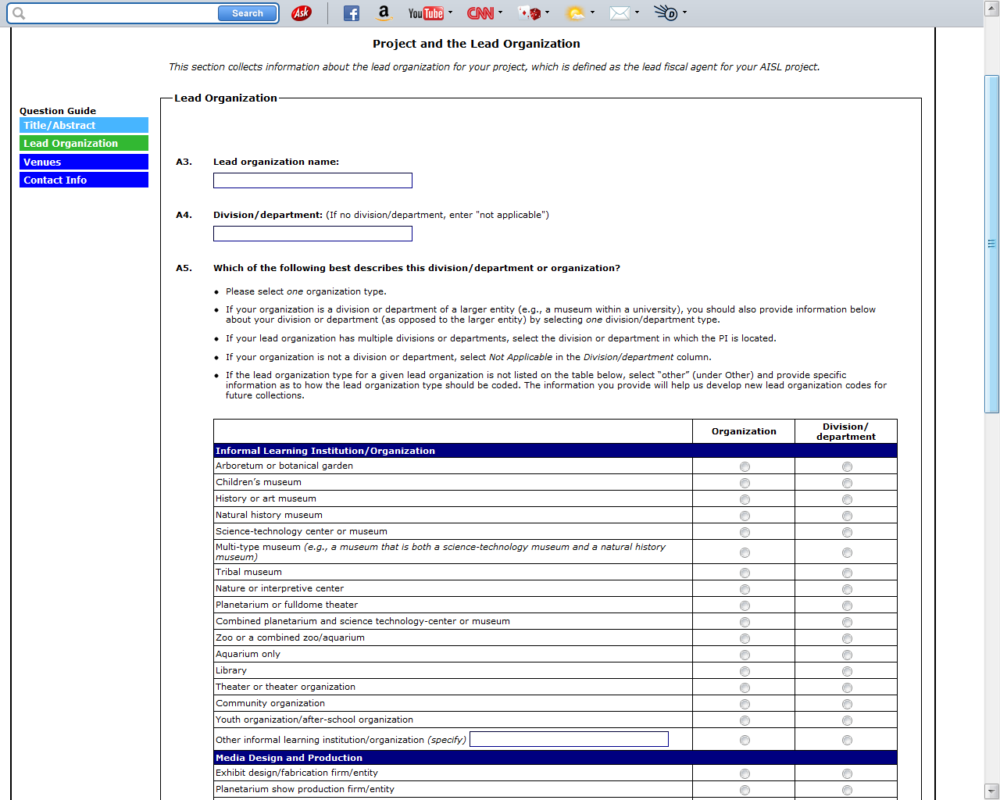 Search
Ask
f
a
YouTube
CNN
D
Project and the Lead Organization
This section collects information about the lead organization for your project, which is defined as the lead fiscal agent for your AISL project.
Question Guide
Title/Abstract
Lead Organization
Venues
Contact Info
Lead Organization
A3. Lead organization name:
A4. Division/department: (If no division/department, enter "not applicable")
A5. Which of the following best describes this division/department or organization?
• Please select one organization type.
• If your organization is a division or department of a larger entity (e.g., a museum within a university), you should also provide information below
about your division or department (as opposed to the larger entity) by selecting one division/department type.
• If your lead organization has multiple divisions or departments, select the division or department in which the PI is located.
• If your organization is not a division or department, select Not Applicable in the Division/department column.
• If the lead organization type for a given lead organization is not listed on the table below, select “other” (under Other) and provide specific
information as to how the lead organization type should be coded. The information you provide will help us develop new lead organization codes for
future collections.
Organization
Division/
department
Informal Learning Institution/Organization
Arboretum or botanical garden
Children’s museum
History or art museum
Natural history museum
Science-technology center or museum
Multi-type museum (e.g., a museum that is both a science-technology museum and a natural history
museum)
Tribal museum
Nature or interpretive center
Planetarium or fulldome theater
Combined planetarium and science technology-center or museum
Zoo or a combined zoo/aquarium
Aquarium only
Library
Theater or theater organization
Community organization
Youth organization/after-school organization
Other informal learning institution/organization (specify)
Media Design and Production
Exhibit design/fabrication firm/entity
Planetarium show production firm/entity